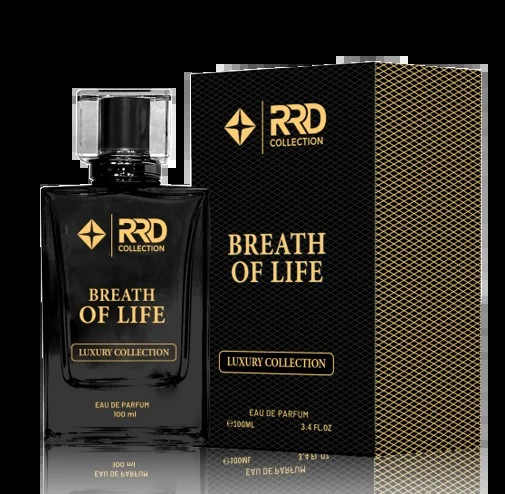 RRD
COLLECTION
BREATH
OF LIFE
LUXURY COLLECTION
EAU DE PARFUM
100 ml
RRD
COLLECTION
BREATH
OF LIFE
LUXURY COLLECTION
EAU DE PARFUM
℮100ML 3.4 FL.OZ